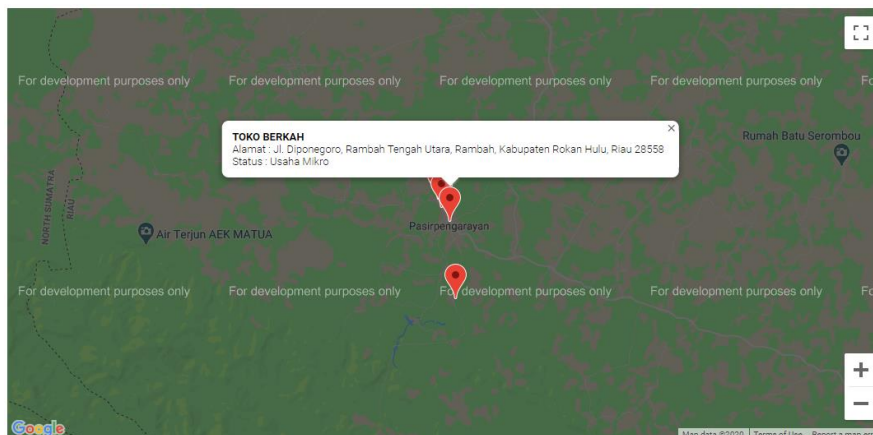 For development purposes only For development purposes only For development purposes only For development purposes only
TOKO BERKAH
Alamat : Jl. Diponegoro, Rambah Tengah Utara, Rambah, Kabupaten Rokan Hulu, Riau 28558
Status : Usaha Mikro
Rumah Batu Serombou
NORTH SUMATRA
RIAU
Air Terjun AEK MATUA
Pasirpengarayan
For development purposes only For development purposes only For development purposes only For development purposes only
Google
Map data ©2020 Terms of Use Report a map